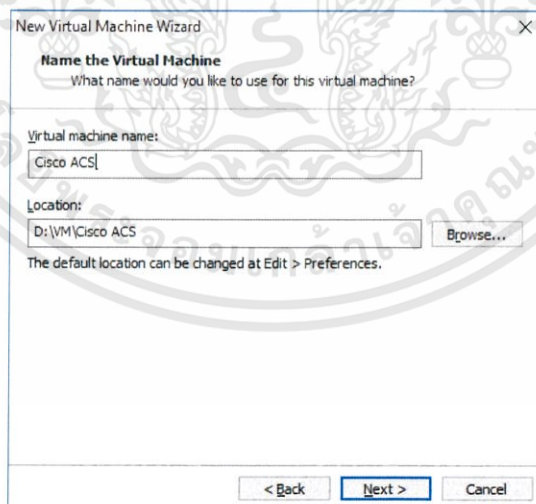 New Virtual Machine Wizard
Name the Virtual Machine
What name would you like to use for this virtual machine?
Virtual machine name:
Cisco ACS
Location:
D:\VM\Cisco ACS
Browse...
The default location can be changed at Edit > Preferences.
< Back
Next >
Cancel